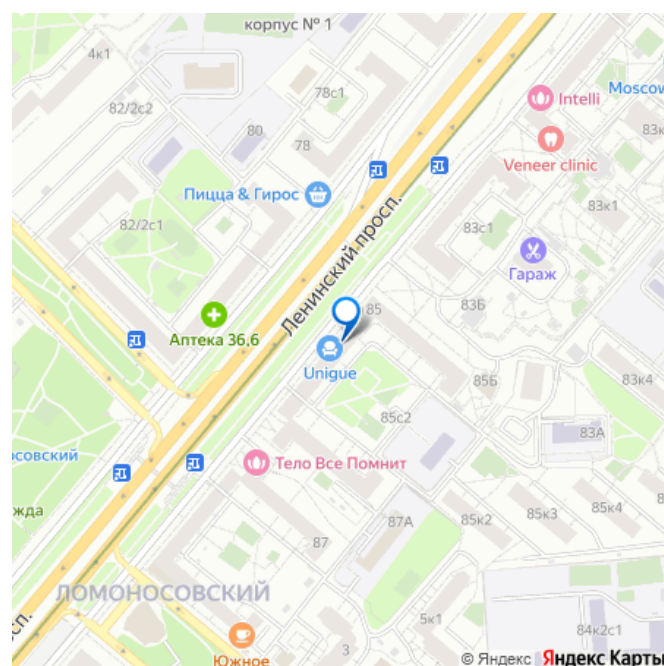 корпус № 1
4к1
82/2с2
78с1
Intelli
Moscow
83к
80
78
Veneer clinic
Пицца & Гирос
82/2с1
83к1
83с1
Ленинский просп.
Гараж
85
83Б
Аптека 36,6
Unigue
85Б
83к4
85с2
83А
осовский
Тело Все Помнит
жда
87А
85к2
85к3
85к4
87
ЛОМОНОСОВСКИЙ
сп.
5к1
84к2с1
3
Южное
© Яндекс Яндекс Карты